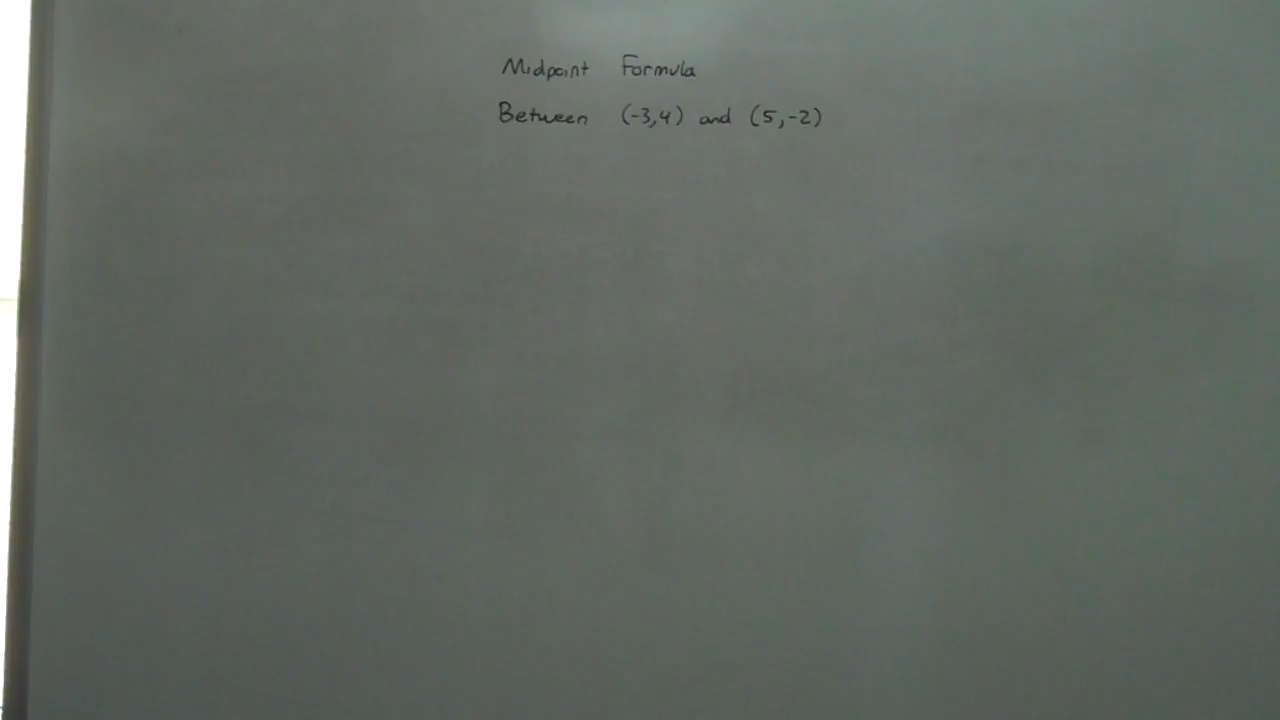 Midpoint Formula
Between (-3,4) and (5,-2)